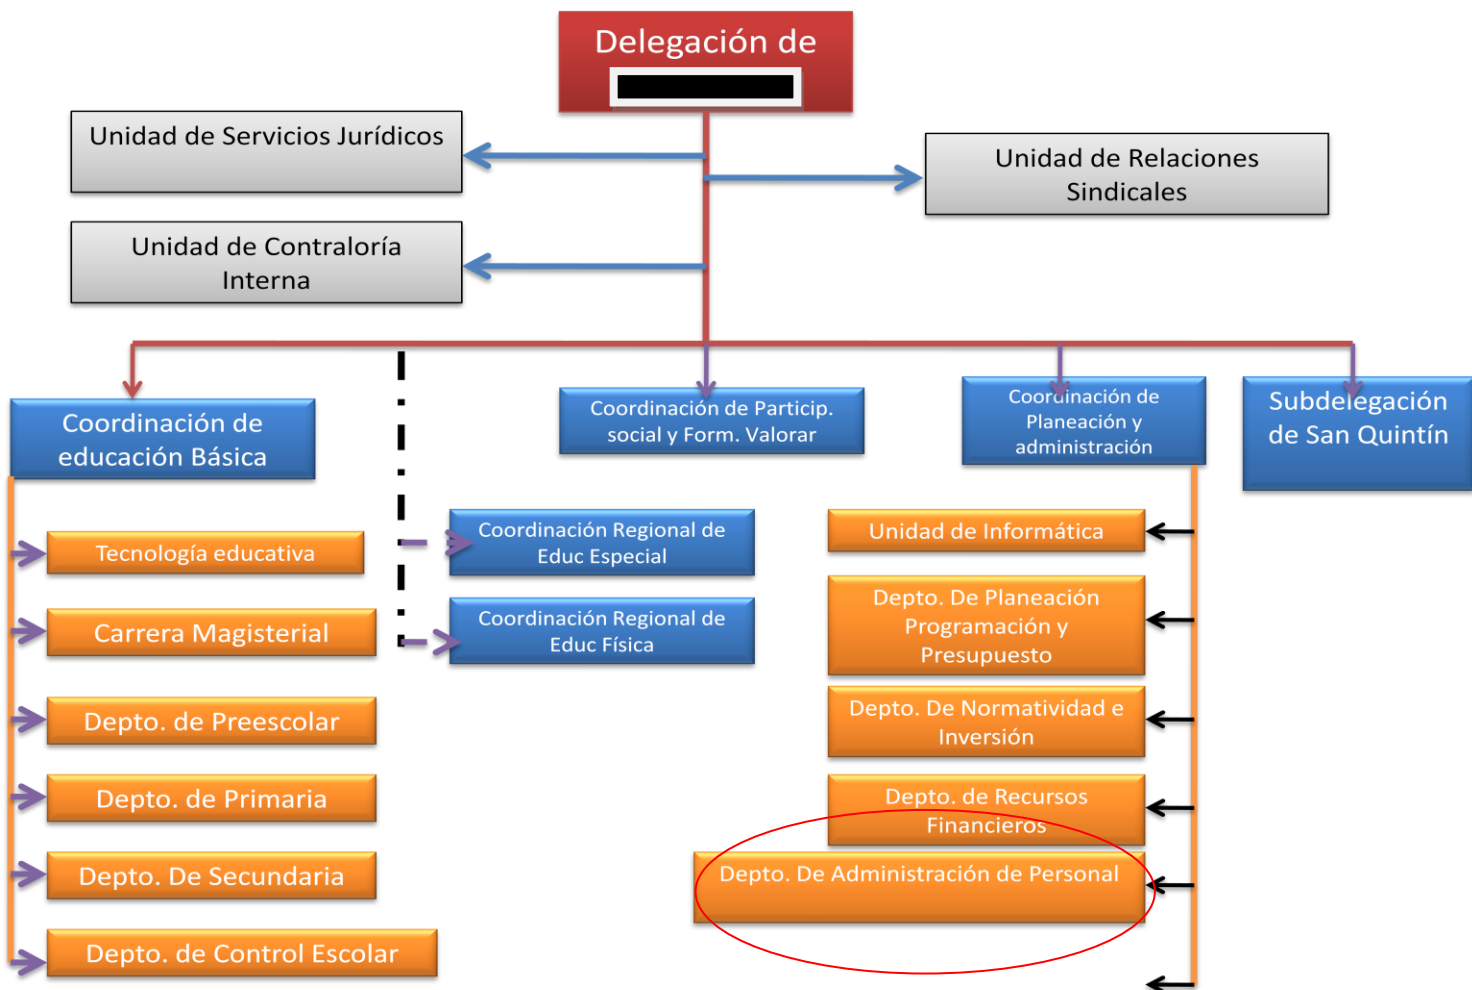 Delegación de
Unidad de Servicios Jurídicos
Unidad de Relaciones
Sindicales
Unidad de Contraloría
Interna
Coordinación de
educación Básica
Coordinación de Particip.
social y Form. Valorar
Coordinación de
Planeación y
administración
Subdelegación
de San Quintín
Tecnología educativa
Carrera Magisterial
Depto. de Preescolar
Depto. de Primaria
Depto. De Secundaria
Depto. de Control Escolar
Coordinación Regional de
Educ Especial
Coordinación Regional de
Educ Física
Unidad de Informática
Depto. De Planeación
Programación y
Presupuesto
Depto. De Normatividad e
Inversión
Depto. de Recursos
Financieros
Depto. De Administración de Personal